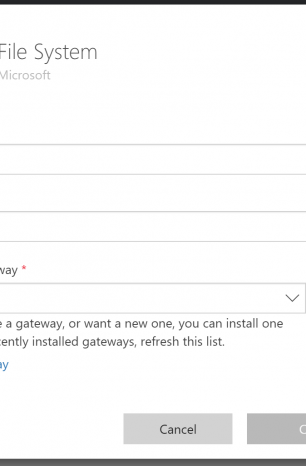 File System
Microsoft
way *
e a gateway, or want a new one, you can install one
cently installed gateways, refresh this list.
ay
Cancel
C